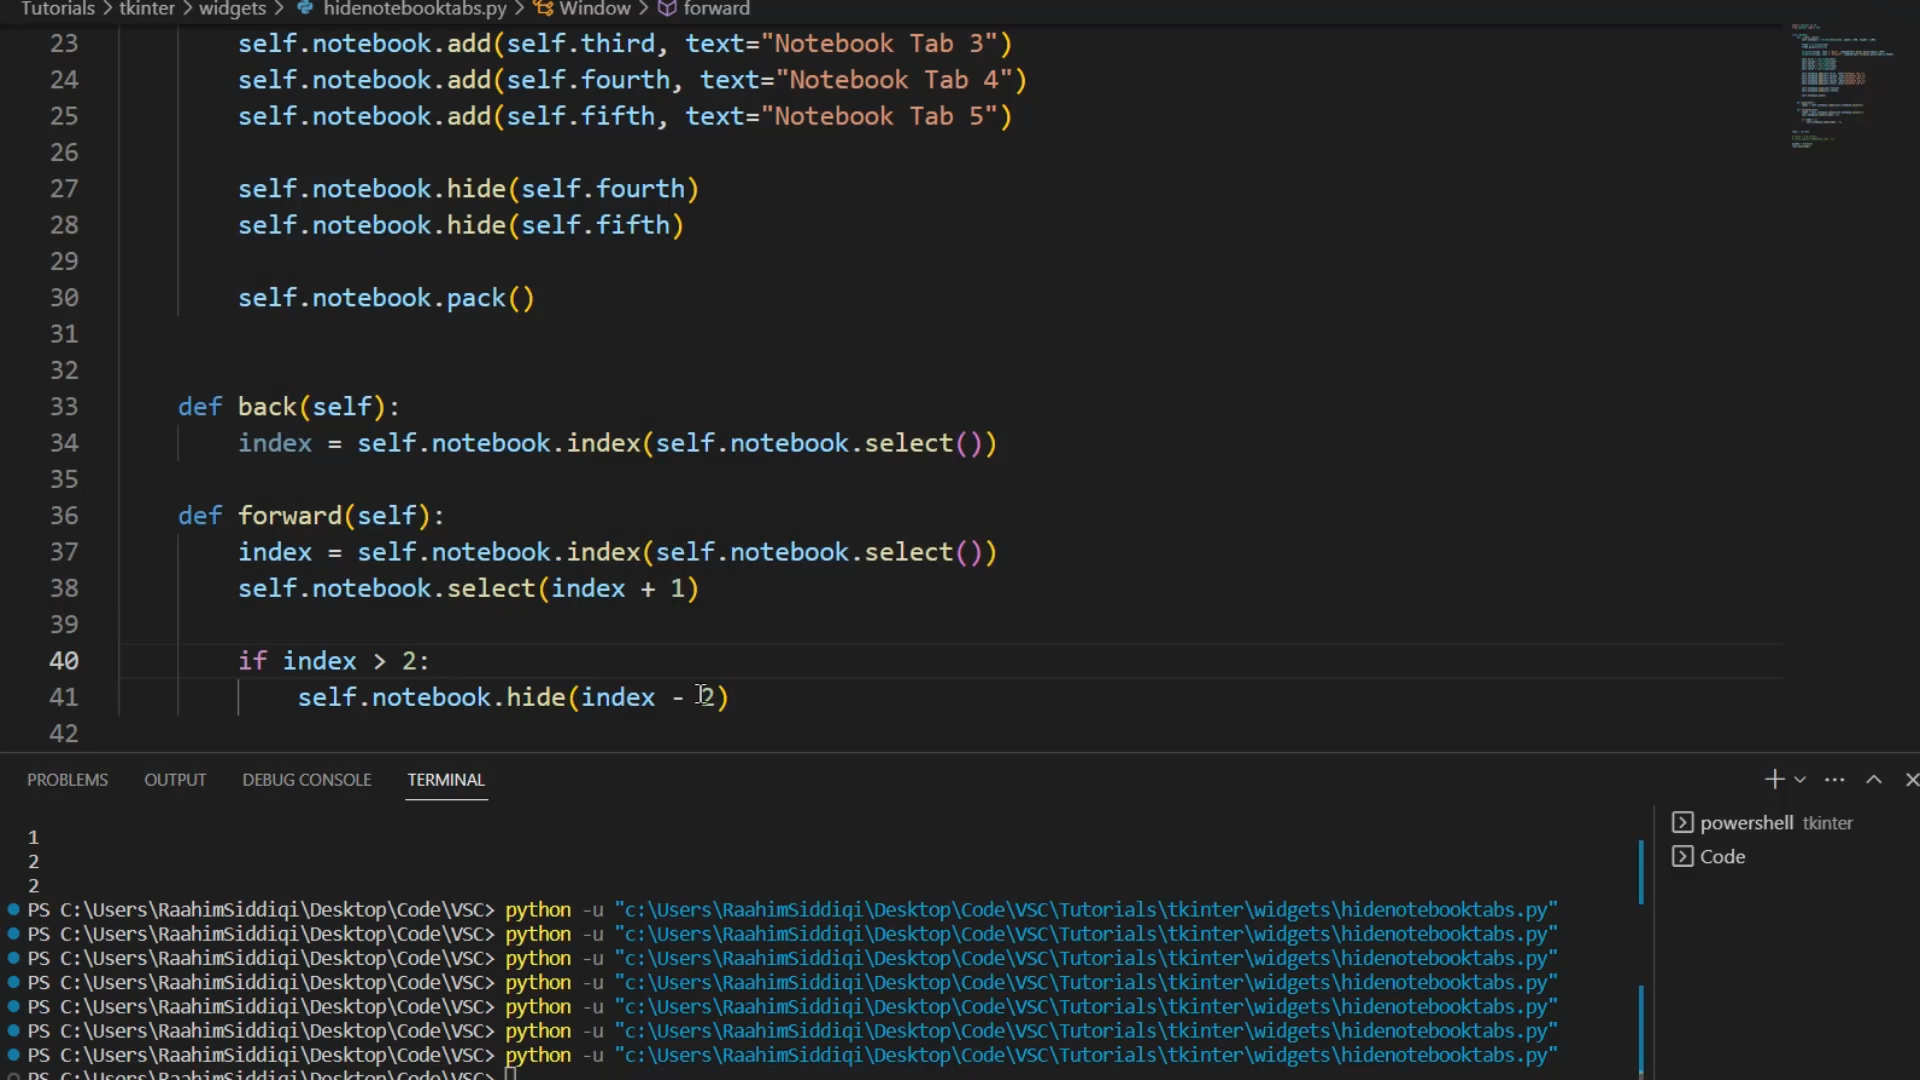 Tutorials > tkinter > widgets > hidenotebooktabs.py > Window > forward
23 self.notebook.add(self.third, text="Notebook Tab 3")
24 self.notebook.add(self.fourth, text="Notebook Tab 4")
25 self.notebook.add(self.fifth, text="Notebook Tab 5")
26
27 self.notebook.hide(self.fourth)
28 self.notebook.hide(self.fifth)
29
30 self.notebook.pack()
31
32
33 def back(self):
34 index = self.notebook.index(self.notebook.select())
35
36 def forward(self):
37 index = self.notebook.index(self.notebook.select())
38 self.notebook.select(index + 1)
39
40 if index > 2:
41 self.notebook.hide(index - 2)
42
PROBLEMS OUTPUT DEBUG CONSOLE TERMINAL
powershell tkinter
Code
1
2
2
PS C:\Users\RaahimSiddiqi\Desktop\Code\VSC> python -u "c:\Users\RaahimSiddiqi\Desktop\Code\VSC\Tutorials\tkinter\widgets\hidenotebooktabs.py"
PS C:\Users\RaahimSiddiqi\Desktop\Code\VSC> python -u "c:\Users\RaahimSiddiqi\Desktop\Code\VSC\Tutorials\tkinter\widgets\hidenotebooktabs.py"
PS C:\Users\RaahimSiddiqi\Desktop\Code\VSC> python -u "c:\Users\RaahimSiddiqi\Desktop\Code\VSC\Tutorials\tkinter\widgets\hidenotebooktabs.py"
PS C:\Users\RaahimSiddiqi\Desktop\Code\VSC> python -u "c:\Users\RaahimSiddiqi\Desktop\Code\VSC\Tutorials\tkinter\widgets\hidenotebooktabs.py"
PS C:\Users\RaahimSiddiqi\Desktop\Code\VSC> python -u "c:\Users\RaahimSiddiqi\Desktop\Code\VSC\Tutorials\tkinter\widgets\hidenotebooktabs.py"
PS C:\Users\RaahimSiddiqi\Desktop\Code\VSC> python -u "c:\Users\RaahimSiddiqi\Desktop\Code\VSC\Tutorials\tkinter\widgets\hidenotebooktabs.py"
PS C:\Users\RaahimSiddiqi\Desktop\Code\VSC> python -u "c:\Users\RaahimSiddiqi\Desktop\Code\VSC\Tutorials\tkinter\widgets\hidenotebooktabs.py"
PS C:\Users\RaahimSiddiqi\Desktop\Code\VSC>